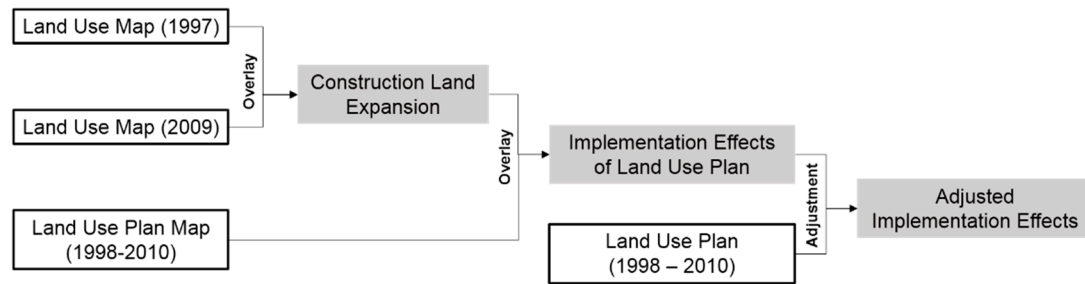 Land Use Map (1997)
Overlay
Land Use Map (2009)
Construction Land
Expansion
Land Use Plan Map
(1998-2010)
Overlay
Implementation Effects
of Land Use Plan
Land Use Plan
(1998 – 2010)
Adjustment
Adjusted
Implementation Effects